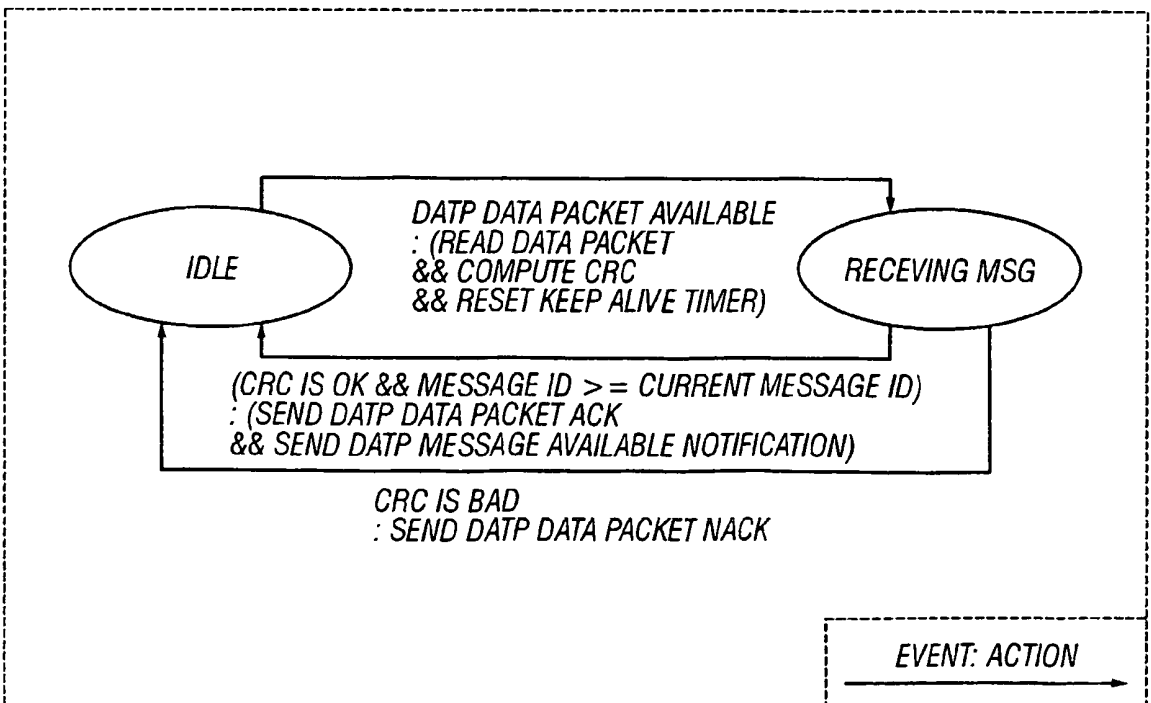 DATP DATA PACKET AVAILABLE
: (READ DATA PACKET
&& COMPUTE CRC
&& RESET KEEP ALIVE TIMER)
IDLE
RECEVING MSG
(CRC IS OK && MESSAGE ID > = CURRENT MESSAGE ID)
: (SEND DATP DATA PACKET ACK
&& SEND DATP MESSAGE AVAILABLE NOTIFICATION)
CRC IS BAD
: SEND DATP DATA PACKET NACK
EVENT: ACTION